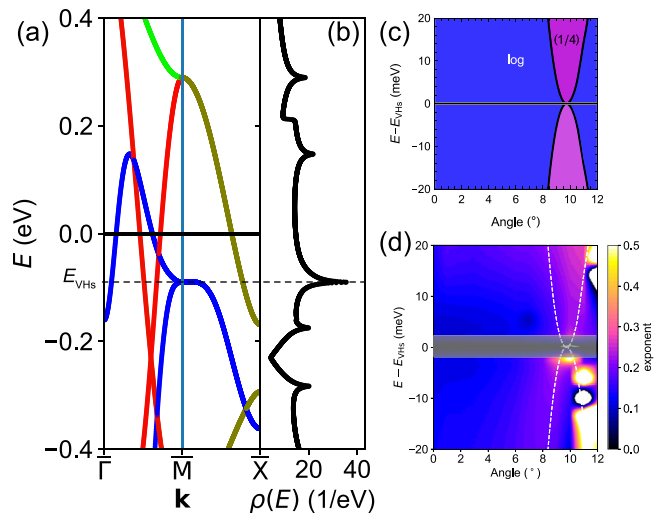 (a)
(b)
(c)
(d)
0.4
0.2
0.0
−0.2
−0.4
E (eV)
E_VHs
Γ̄ M̄ X̄
k
20 40
ρ(E) (1/eV)
20
10
0
−10
−20
E−E_VHs (meV)
log
(1/4)
0 2 4 6 8 10 12
Angle (°)
20
10
0
−10
−20
E − E_VHs (meV)
0 2 4 6 8 10 12
Angle (°)
0.5
0.4
0.3
0.2
0.1
0.0
exponent